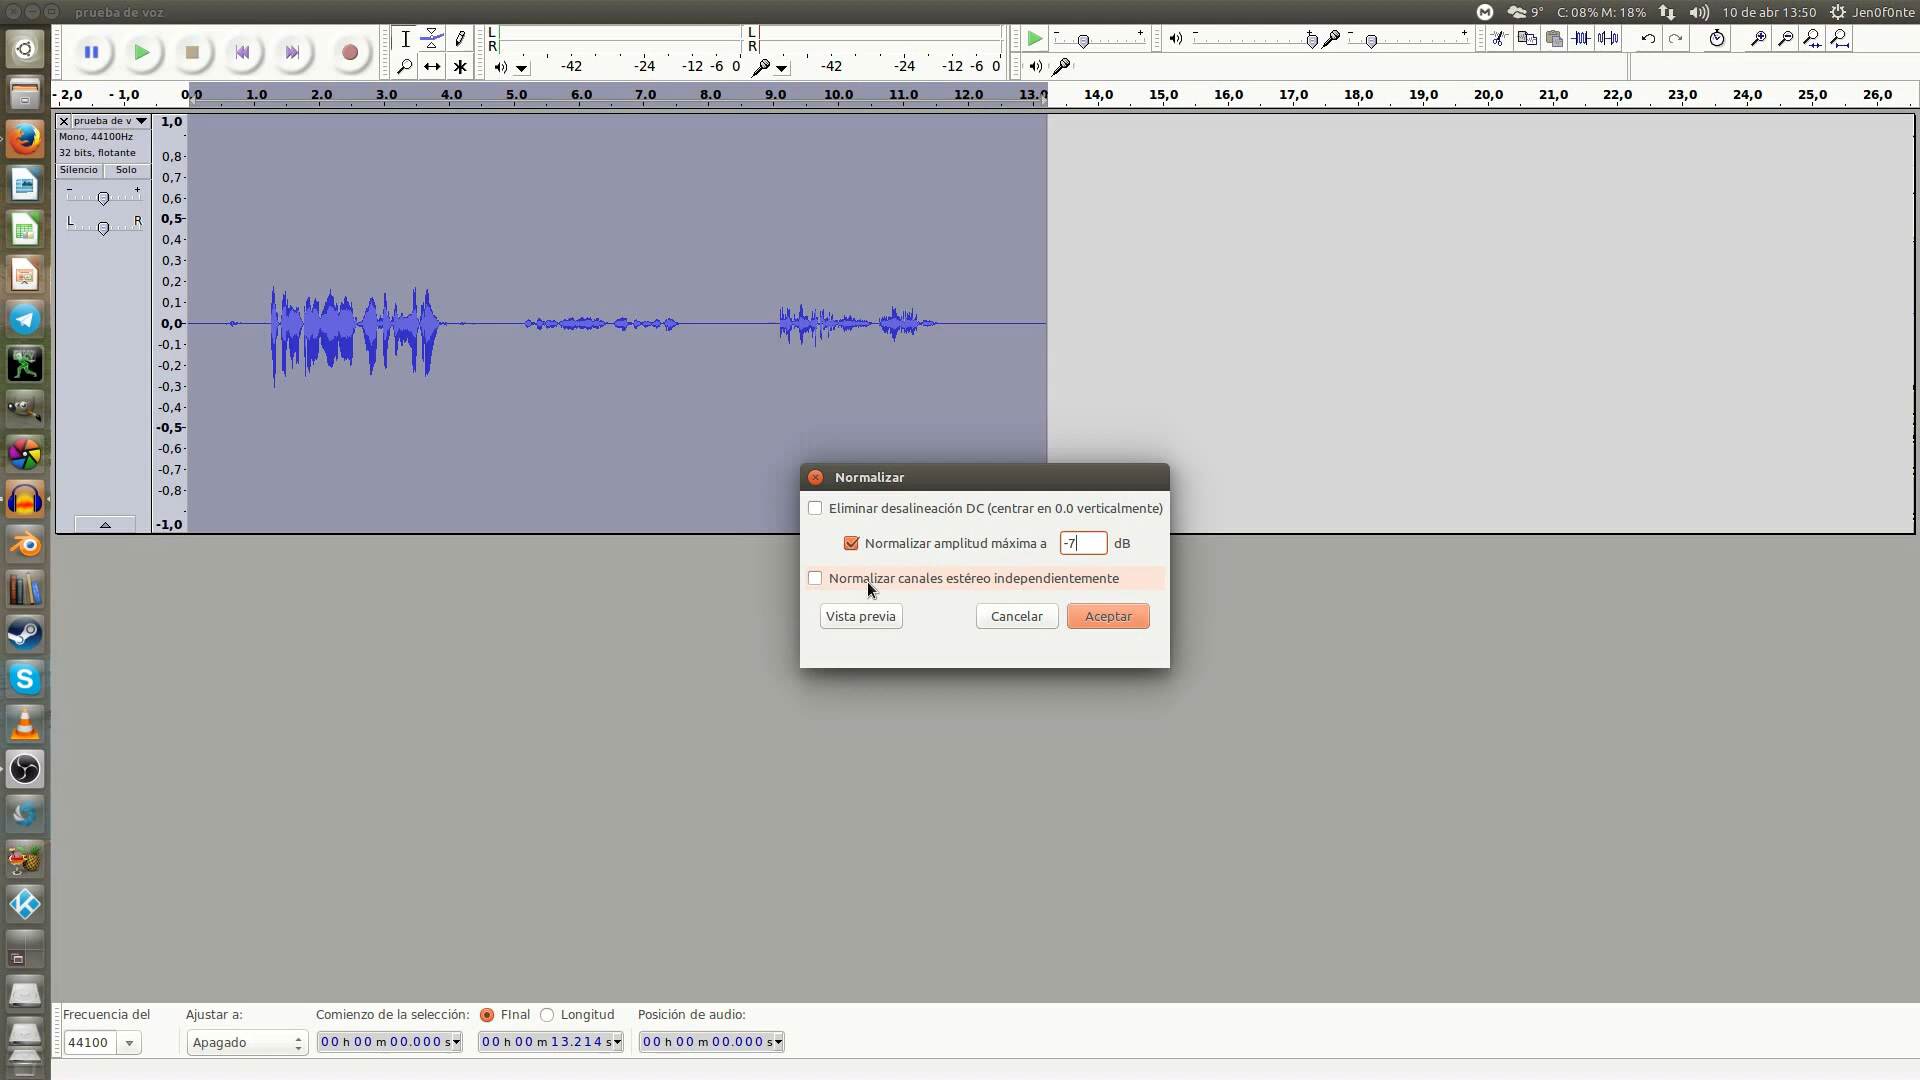 prueba de voz
9° C: 08% M: 18% 10 de abr 13:50 Jen0f0nte
L
R
L
R
-42 -24 -12 -6 0
-42 -24 -12 -6 0
- 2,0 - 1,0 0,0 1.0 2.0 3.0 4.0 5.0 6.0 7.0 8.0 9.0 10.0 11.0 12.0 14,0 15,0 16,0 17,0 18,0 19,0 20,0 21,0 22,0 23,0 24,0 25,0 26,0
prueba de v
Mono, 44100Hz
32 bits, flotante
Silencio Solo
- +
L R
1,0
0,8
0,7
0,6
0,5
0,4
0,3
0,2
0,1
0,0
-0,1
-0,2
-0,3
-0,4
-0,5
-0,6
-0,7
-0,8
-1,0
Normalizar
Eliminar desalineación DC (centrar en 0.0 verticalmente)
Normalizar amplitud máxima a -7 dB
Normalizar canales estéreo independientemente
Vista previa Cancelar Aceptar
Frecuencia del Ajustar a: Comienzo de la selección: FInal Longitud Posición de audio:
44100 Apagado 00 h 00 m 00.000 s 00 h 00 m 13.214 s 00 h 00 m 00.000 s